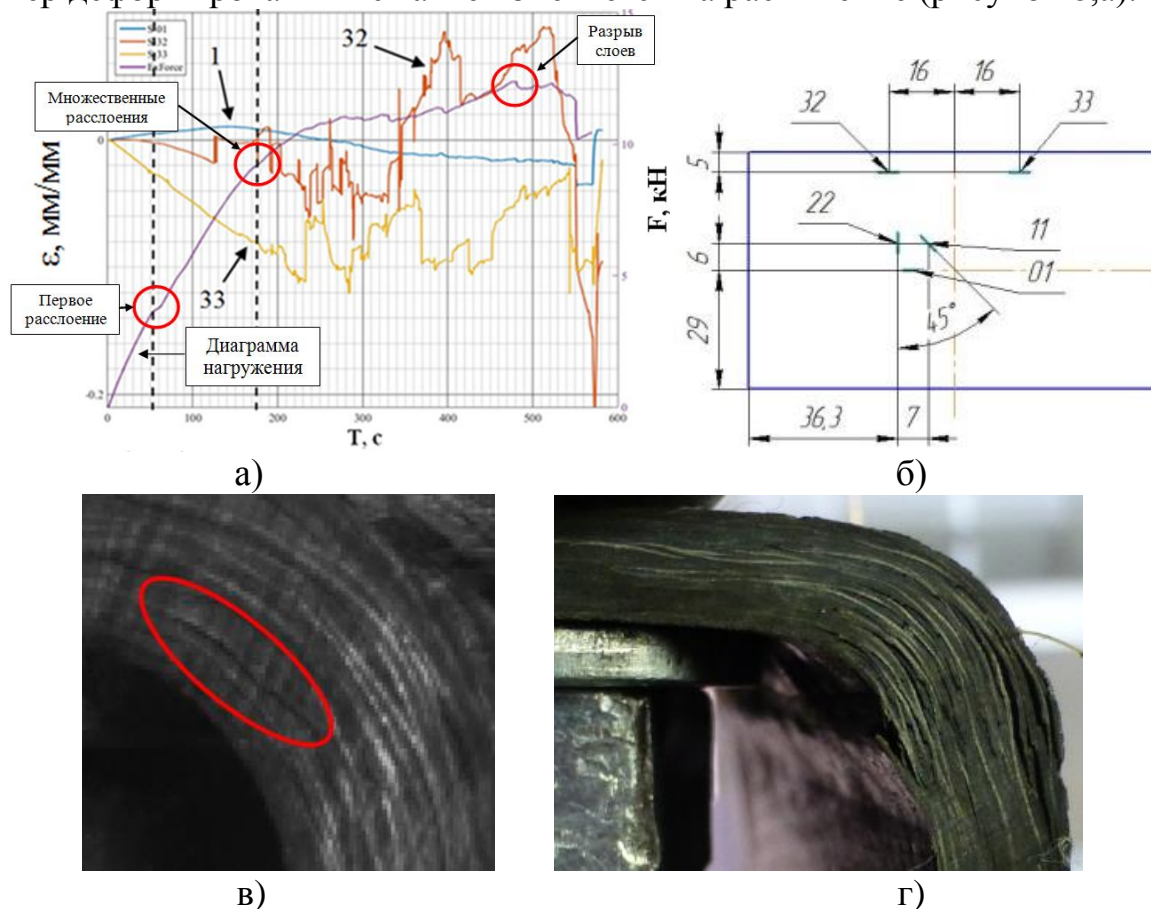 15
Разрыв
слоев
32
1
Множественные
расслоения
0
10
ε, мм/мм
F, кН
5
33
Первое
расслоение
Диаграмма
нагружения
-0.2
0
0
100
200
300
400
500
600
T, с
а)
16
16
32
33
5
22
11
6
01
45°
29
36,3
7
б)
в)
г)